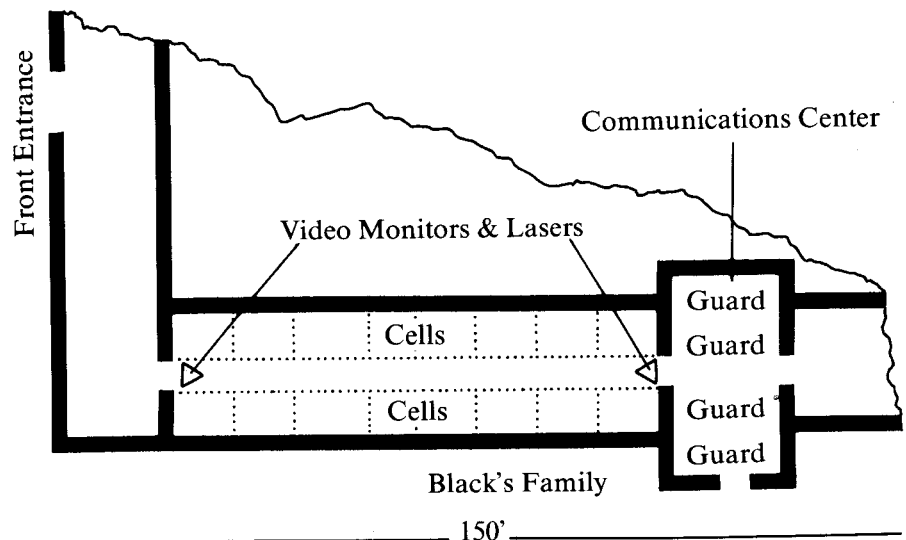 Front Entrance
Communications Center
Video Monitors & Lasers
Guard
Cells
Guard
Cells
Guard
Guard
Black's Family
150'